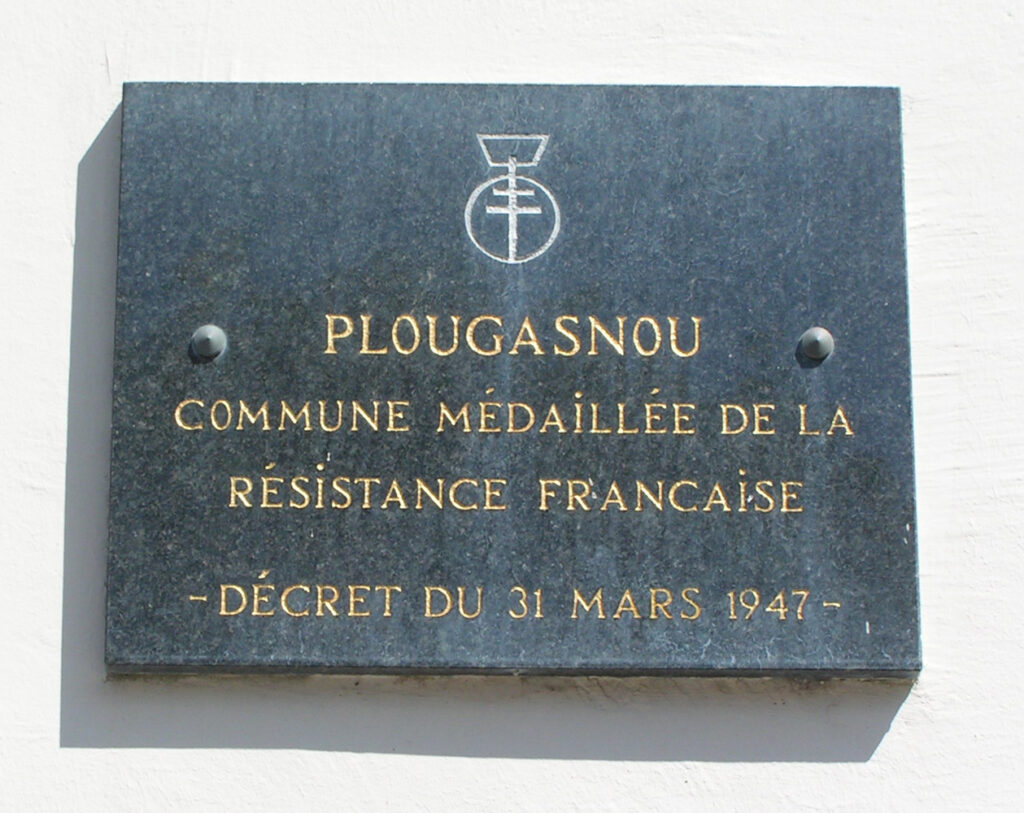 PLOUGASNOU
COMMUNE MÉDAILLÉE DE LA
RÉSISTANCE FRANCAISE
-DÉCRET DU 31 MARS 1947-